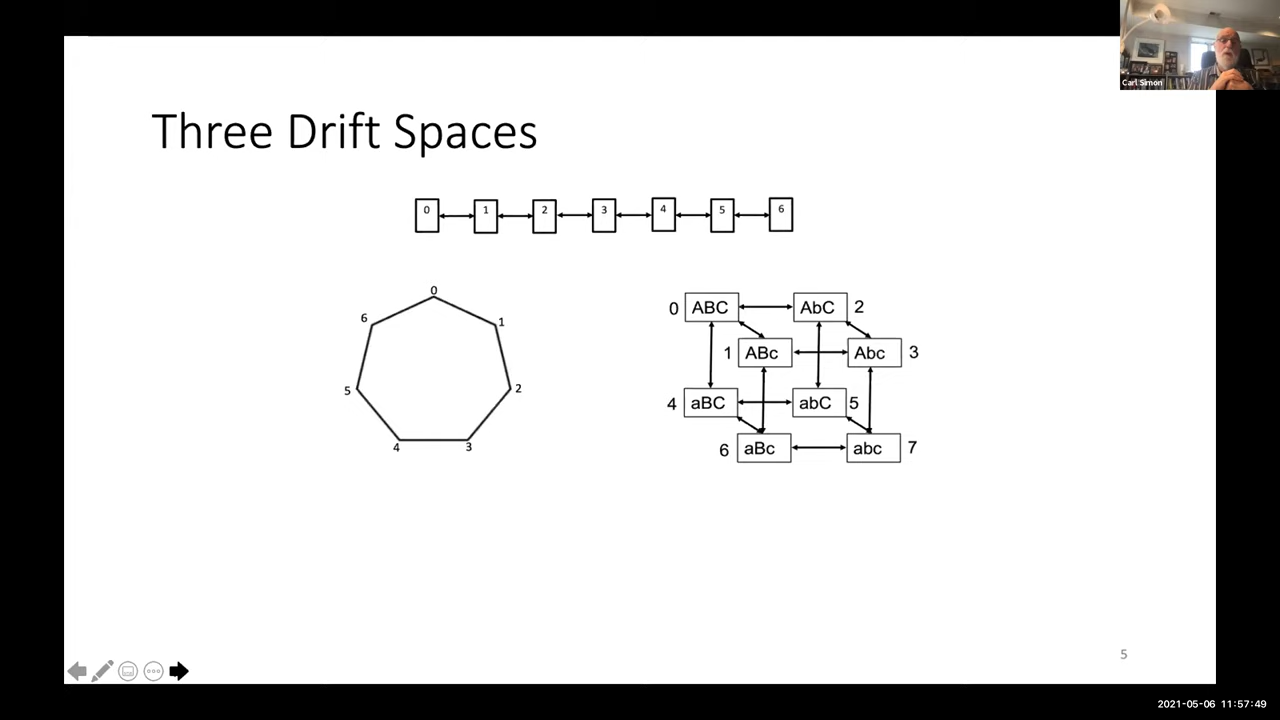 Carl Simon
Three Drift Spaces
0 1 2 3 4 5 6
0
6
1
5
2
4
3
0 ABC AbC 2
1 ABc Abc 3
4 aBC abC 5
6 aBc abc 7
5
2021-05-06 11:57:49